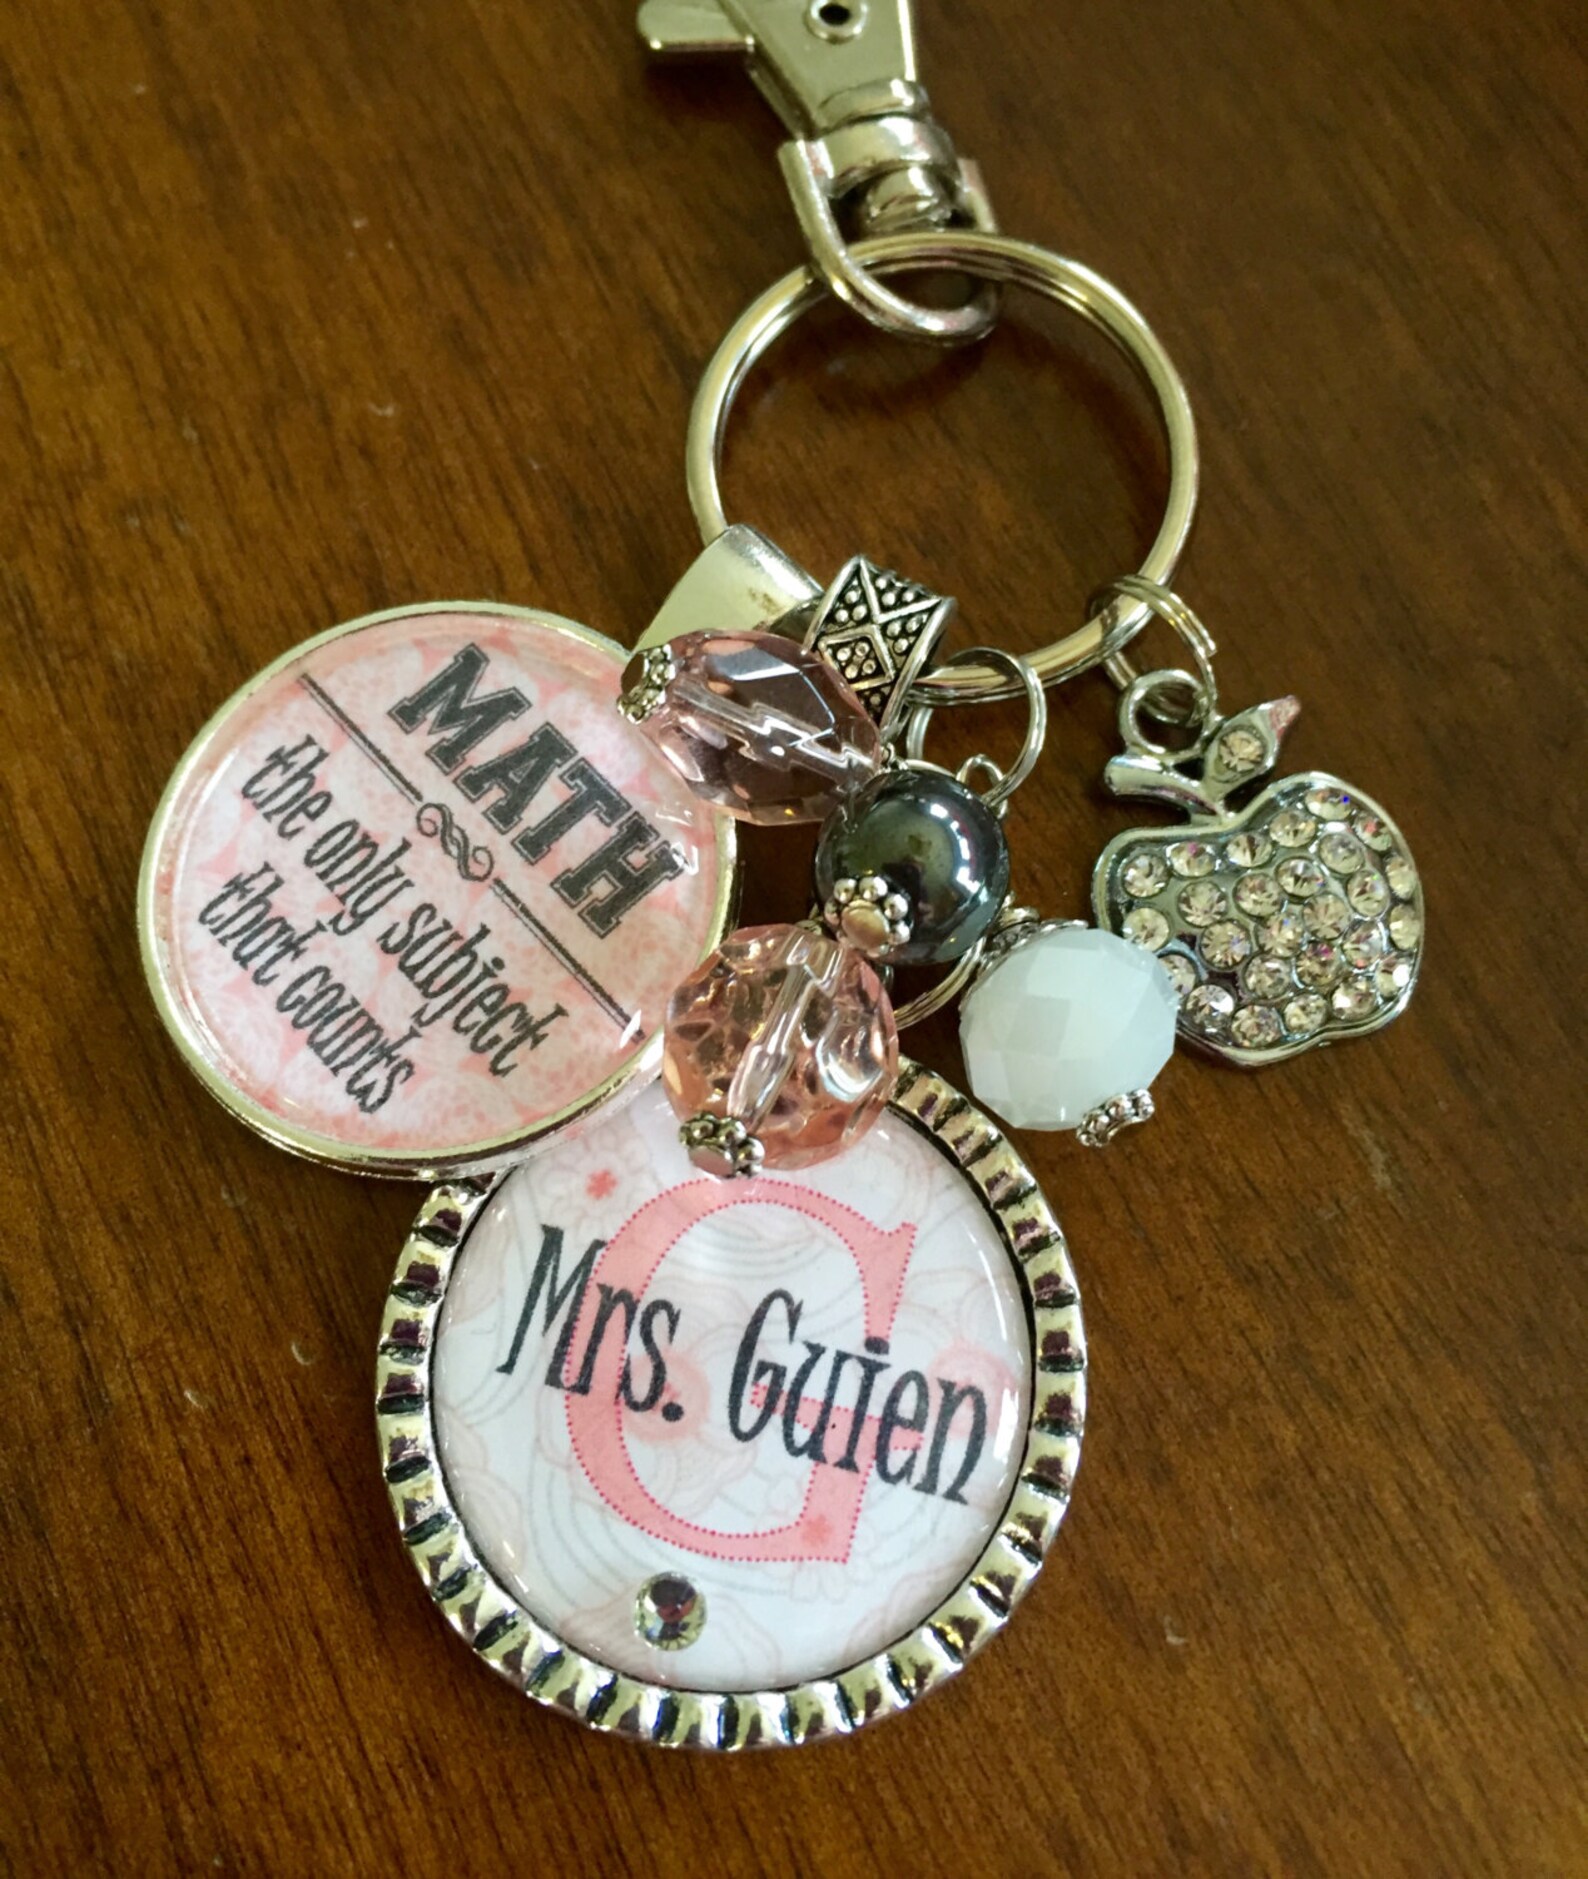 MATH
the only subject
that counts
G
Mrs. Guien